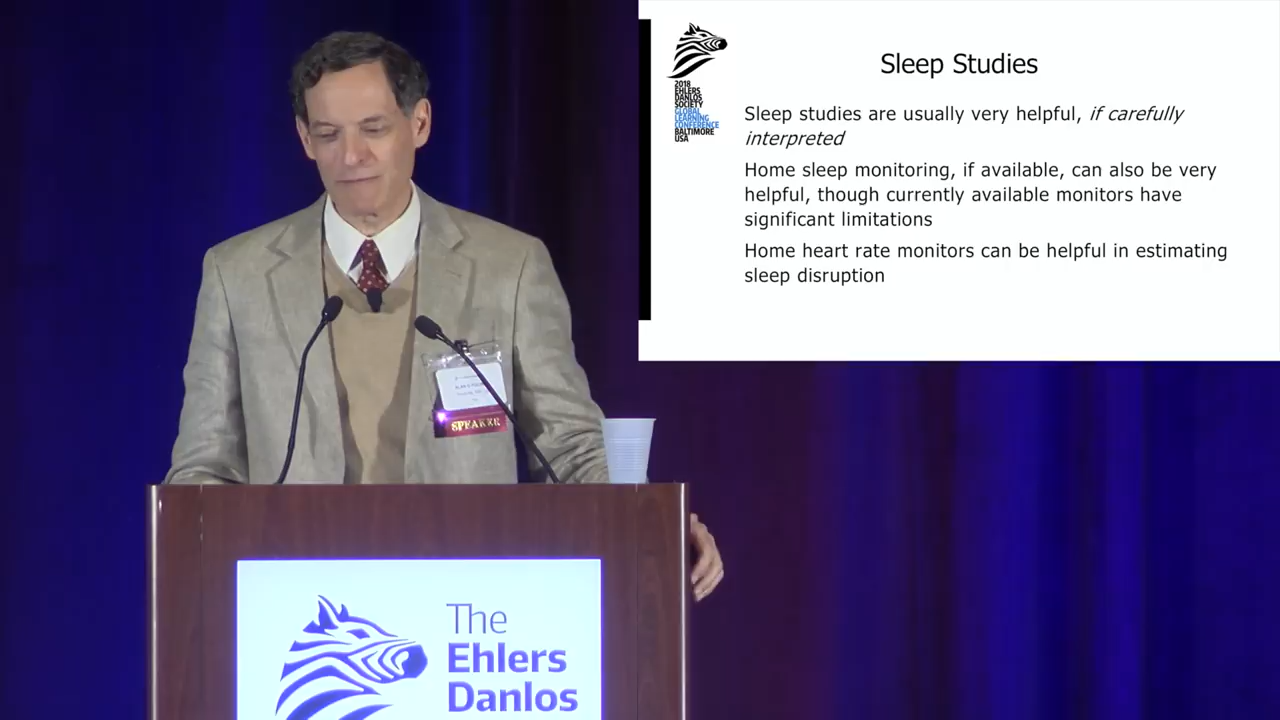 Sleep Studies
2018
EHLERS
DANLOS
SOCIETY
GLOBAL
LEARNING
CONFERENCE
BALTIMORE
USA
Sleep studies are usually very helpful, if carefully
interpreted
Home sleep monitoring, if available, can also be very
helpful, though currently available monitors have
significant limitations
Home heart rate monitors can be helpful in estimating
sleep disruption
SPEAKER
The
Ehlers
Danlos